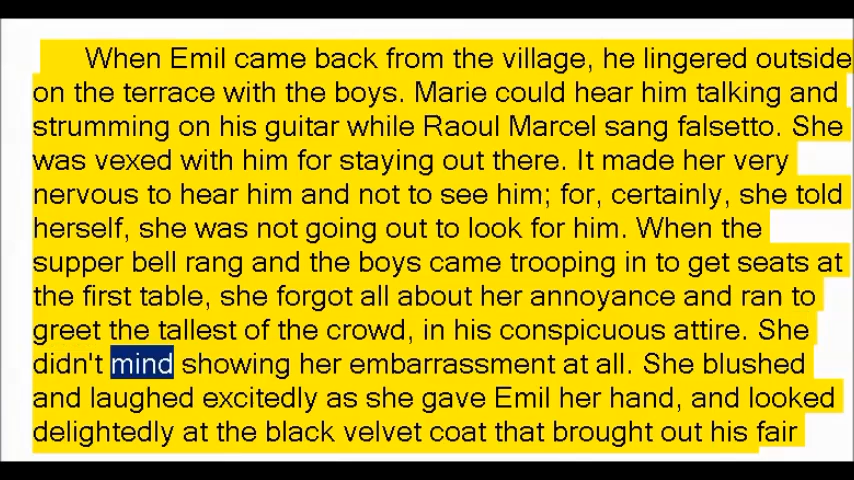 When Emil came back from the village, he lingered outside
on the terrace with the boys. Marie could hear him talking and
strumming on his guitar while Raoul Marcel sang falsetto. She
was vexed with him for staying out there. It made her very
nervous to hear him and not to see him; for, certainly, she told
herself, she was not going out to look for him. When the
supper bell rang and the boys came trooping in to get seats at
the first table, she forgot all about her annoyance and ran to
greet the tallest of the crowd, in his conspicuous attire. She
didn't mind showing her embarrassment at all. She blushed
and laughed excitedly as she gave Emil her hand, and looked
delightedly at the black velvet coat that brought out his fair